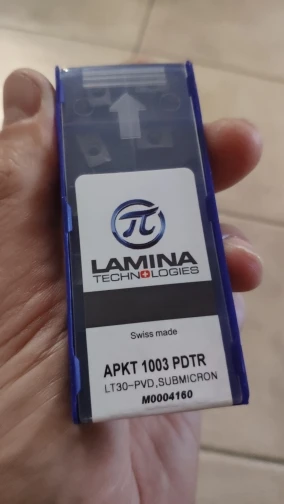 π
LAMINA
TECHNOLOGIES
Swiss made
APKT 1003 PDTR
LT30-PVD,SUBMICRON
M0004160